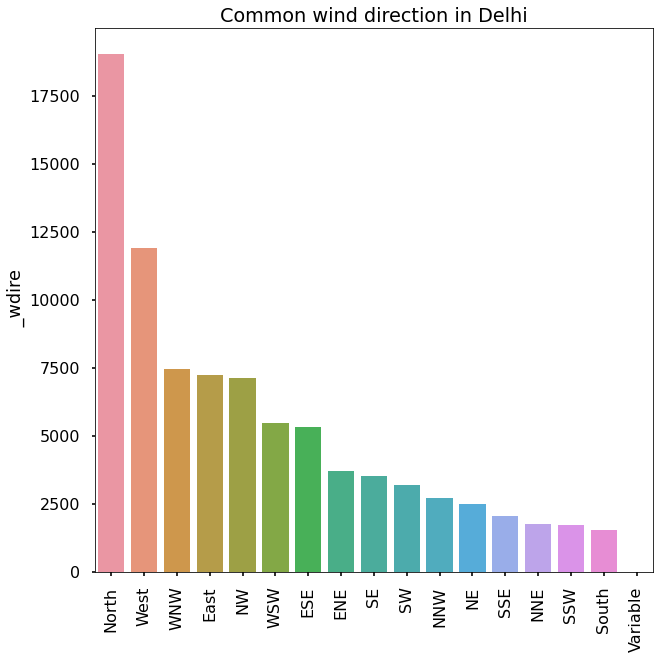 Common wind direction in Delhi
17500
15000
12500
10000
7500
5000
2500
0
_wdire
North
West
WNW
East
NW
WSW
ESE
ENE
SE
SW
NNW
NE
SSE
NNE
SSW
South
Variable